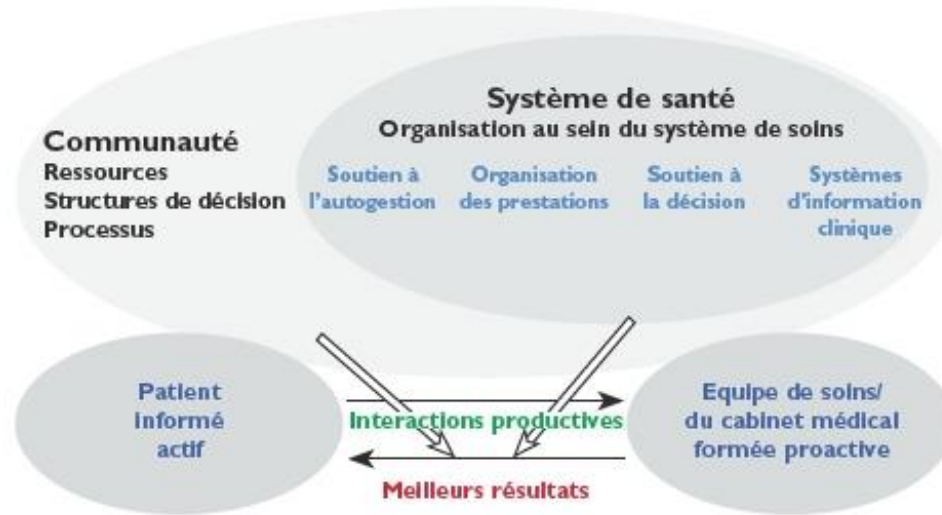 Système de santé
Organisation au sein du système de soins
Communauté
Ressources
Structures de décision
Processus
Soutien à
l'autogestion
Organisation
des prestations
Soutien à
la décision
Systèmes
d'information
clinique
Patient
informé
actif
Interactions productives
Meilleurs résultats
Equipe de soins/
du cabinet médical
formée proactive